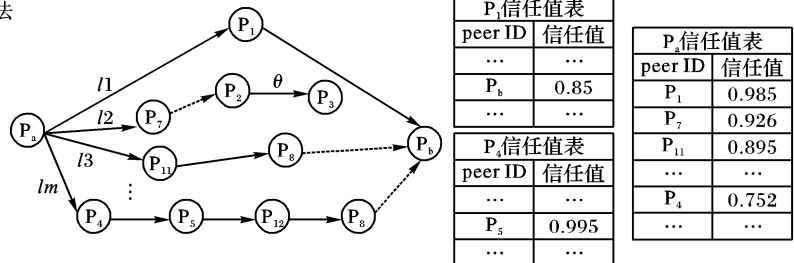 法
P1
l1
θ
l2
P7
P2
P3
Pa
l3
P11
P8
Pb
lm
⋮
P4
P5
P12
P8
P1信任值表
peer ID 信任值
… …
Pb 0.85
… …
P4信任值表
peer ID 信任值
… …
P5 0.995
… …
Pa信任值表
peer ID 信任值
P1 0.985
P7 0.926
P11 0.895
… …
P4 0.752
… …